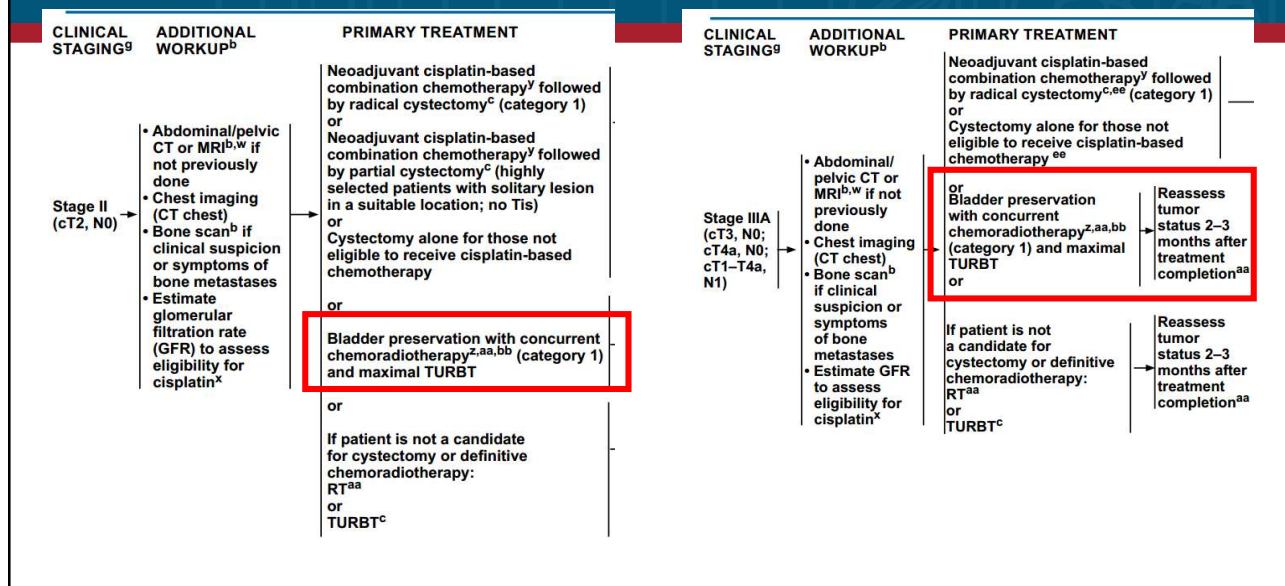 CLINICAL STAGINGᵍ
ADDITIONAL WORKUPᵇ
PRIMARY TREATMENT
Stage II
(cT2, N0)
• Abdominal/pelvic
CT or MRIᵇ,ʷ if
not previously
done
• Chest imaging
(CT chest)
• Bone scanᵇ if
clinical suspicion
or symptoms of
bone metastases
• Estimate
glomerular
filtration rate
(GFR) to assess
eligibility for
cisplatinˣ
Neoadjuvant cisplatin-based
combination chemotherapyʸ followed
by radical cystectomyᶜ (category 1)
or
Neoadjuvant cisplatin-based
combination chemotherapyʸ followed
by partial cystectomyᶜ (highly
selected patients with solitary lesion
in a suitable location; no Tis)
or
Cystectomy alone for those not
eligible to receive cisplatin-based
chemotherapy
or
Bladder preservation with concurrent
chemoradiotherapyᶻ,ᵃᵃ,ᵇᵇ (category 1)
and maximal TURBT
or
If patient is not a candidate
for cystectomy or definitive
chemoradiotherapy:
RTᵃᵃ
or
TURBTᶜ
CLINICAL STAGINGᵍ
ADDITIONAL WORKUPᵇ
PRIMARY TREATMENT
Stage IIIA
(cT3, N0;
cT4a, N0;
cT1–T4a,
N1)
• Abdominal/
pelvic CT or
MRIᵇ,ʷ if not
previously
done
• Chest imaging
(CT chest)
• Bone scanᵇ
if clinical
suspicion or
symptoms
of bone
metastases
• Estimate GFR
to assess
eligibility for
cisplatinˣ
Neoadjuvant cisplatin-based
combination chemotherapyʸ followed
by radical cystectomyᶜ,ᵉᵉ (category 1)
or
Cystectomy alone for those not
eligible to receive cisplatin-based
chemotherapy ᵉᵉ
or
Bladder preservation
with concurrent
chemoradiotherapyᶻ,ᵃᵃ,ᵇᵇ
(category 1) and maximal
TURBT
or
Reassess
tumor
status 2–3
months after
treatment
completionᵃᵃ
If patient is not
a candidate for
cystectomy or definitive
chemoradiotherapy:
RTᵃᵃ
or
TURBTᶜ
Reassess
tumor
status 2–3
months after
treatment
completionᵃᵃ